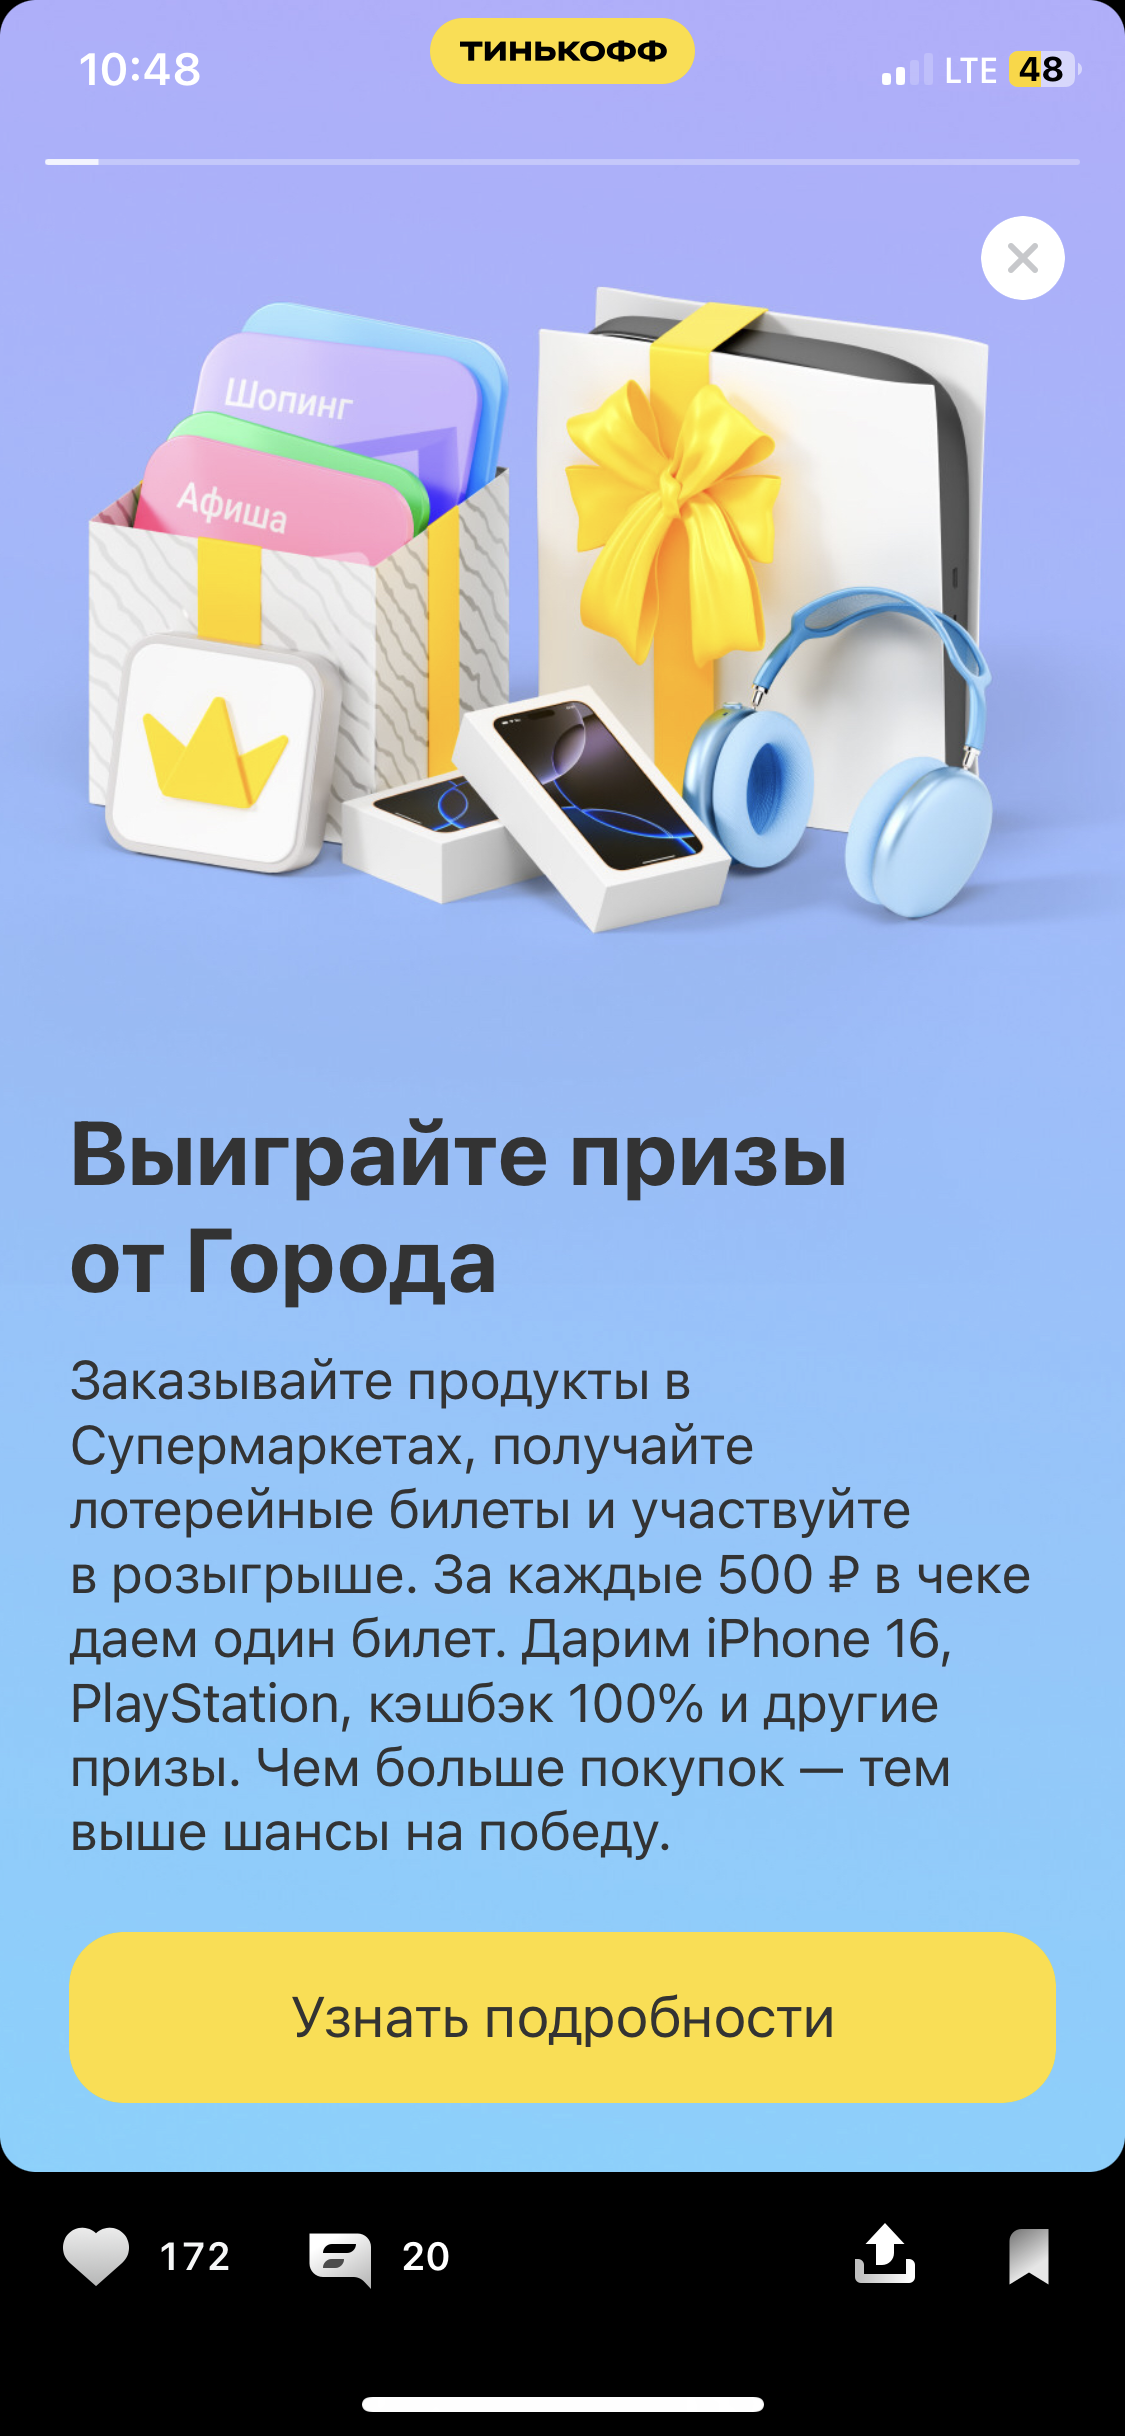 10:48
ТИНЬКОФФ
LTE
48
Шопинг
Афиша
Выиграйте призы
от Города
Заказывайте продукты в
Супермаркетах, получайте
лотерейные билеты и участвуйте
в розыгрыше. За каждые 500 ₽ в чеке
даем один билет. Дарим iPhone 16,
PlayStation, кэшбэк 100% и другие
призы. Чем больше покупок — тем
выше шансы на победу.
Узнать подробности
172
20